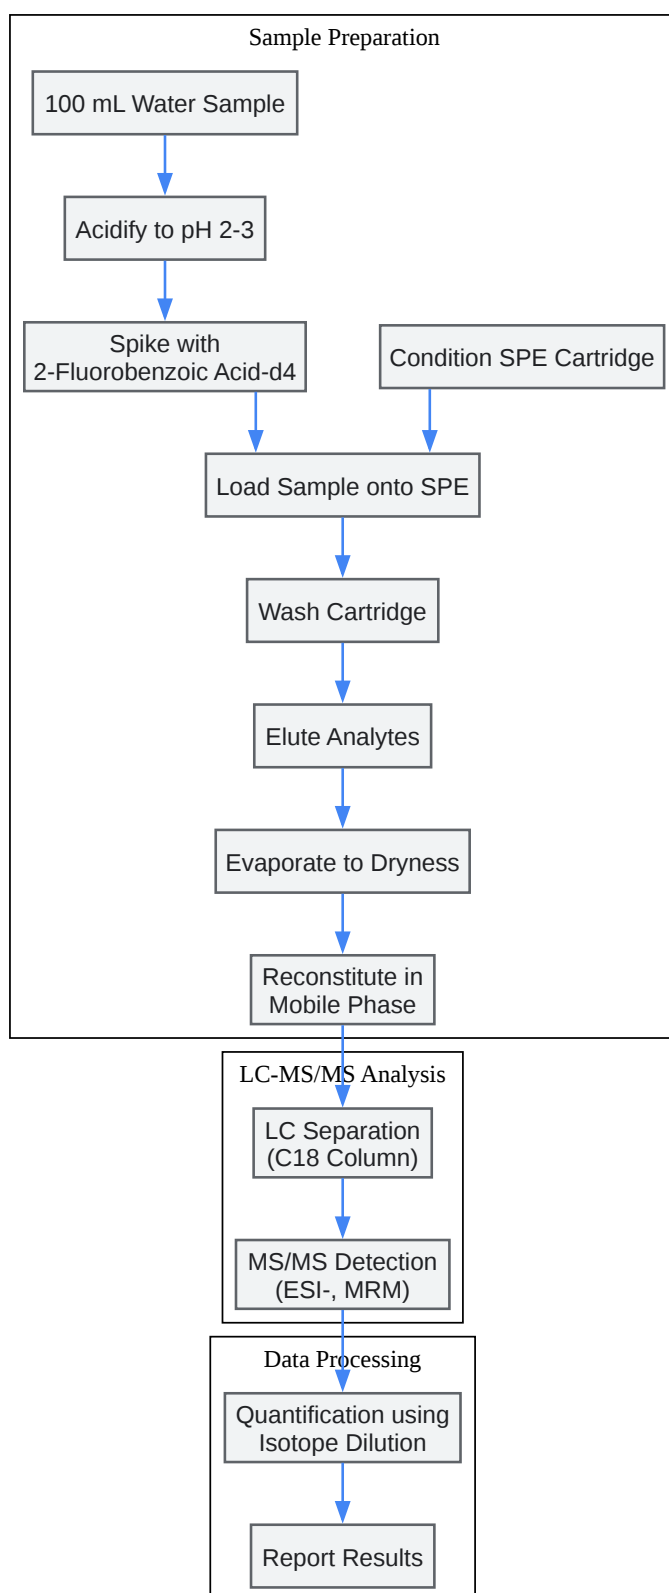 Sample Preparation
100 mL Water Sample
Acidify to pH 2-3
Spike with
2-Fluorobenzoic Acid-d4
Condition SPE Cartridge
Load Sample onto SPE
Wash Cartridge
Elute Analytes
Evaporate to Dryness
Reconstitute in
Mobile Phase
LC-MS/MS Analysis
LC Separation
(C18 Column)
MS/MS Detection
(ESI-, MRM)
Data Processing
Quantification using
Isotope Dilution
Report Results